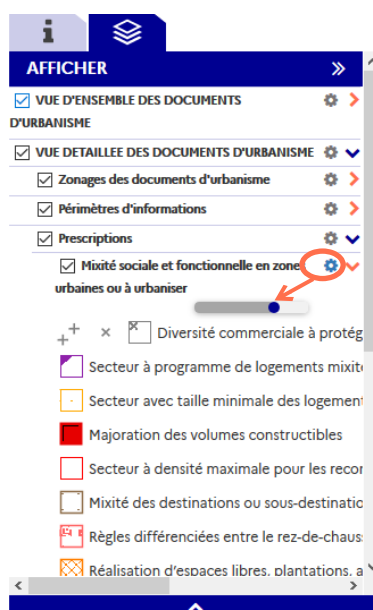 i
AFFICHER
VUE D'ENSEMBLE DES DOCUMENTS
D'URBANISME
VUE DETAILLEE DES DOCUMENTS D'URBANISME
Zonages des documents d'urbanisme
Périmètres d'informations
Prescriptions
Mixité sociale et fonctionnelle en zones
urbaines ou à urbaniser
Diversité commerciale à protég
Secteur à programme de logements mixit
Secteur avec taille minimale des logement
Majoration des volumes constructibles
Secteur à densité maximale pour les recon
Mixité des destinations ou sous-destinatio
Règles différenciées entre le rez-de-chaus
Réalisation d'espaces libres, plantations, a